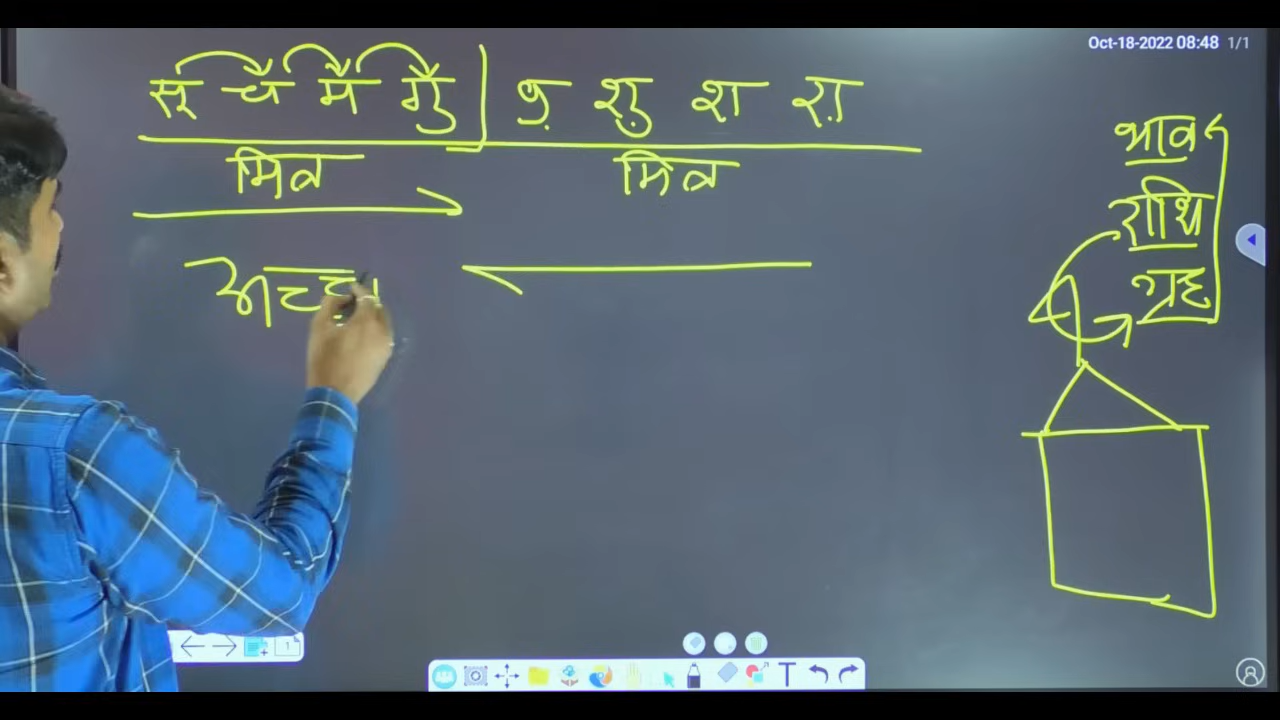 Oct-18-2022 08:48 1/1
सू चं मं गु बु शु श रा
मित्र मित्र
अच्छा
भाव
राशि
ग्रह